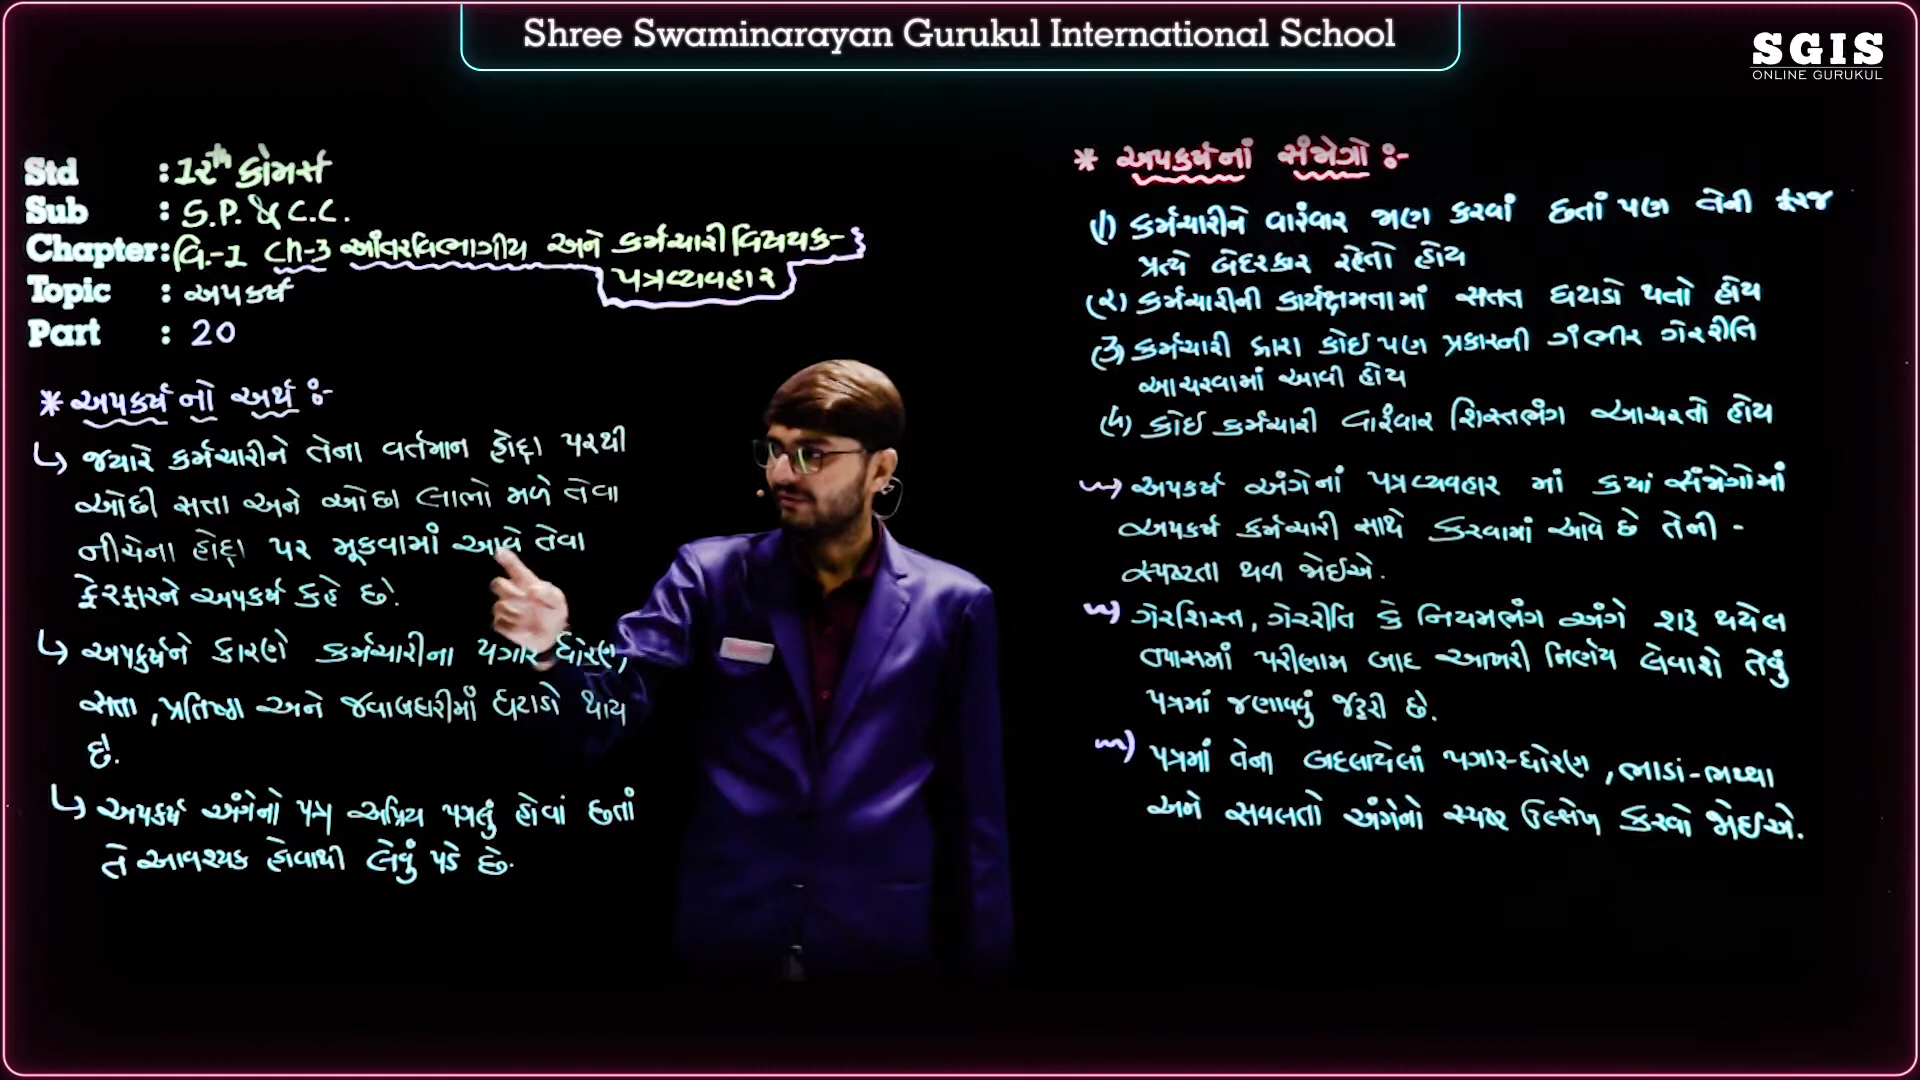 Shree Swaminarayan Gurukul International School
SGIS
ONLINE GURUKUL
Std : 12th કોમર્સ
Sub : S.P. & C.C.
Chapter: વિ.-1 Ch-3 આંતરવિભાગીય અને કર્મચારી વિષયક-
પત્રવ્યવહાર
Topic : અપકર્ષ
Part : 20
* અપકર્ષ નો અર્થ :-
↳ જ્યારે કર્મચારીને તેના વર્તમાન હોદ્દા પરથી
ઓછી સત્તા અને ઓછા લાભો મળે તેવા
નીચેના હોદ્દા પર મૂકવામાં આવે તેવા
ફેરફારને અપકર્ષ કહે છે.
↳ અપકર્ષને કારણે કર્મચારીના પગાર ધોરણ,
સત્તા, પ્રતિષ્ઠા અને જવાબદારીમાં ઘટાડો થાય
છે.
↳ અપકર્ષ અંગેનો પત્ર અપ્રિય પગલું હોવાં છતાં
તે આવશ્યક હોવાથી લેવું પડે છે.
* અપકર્ષનાં સંજોગો :-
(1) કર્મચારીને વારંવાર જાણ કરવાં છતાં પણ તેની ફરજ
પ્રત્યે બેદરકાર રહેતો હોય
(૨) કર્મચારીની કાર્યક્ષમતામાં સતત ઘટાડો થતો હોય
(૩) કર્મચારી દ્વારા કોઈ પણ પ્રકારની ગંભીર ગેરરીતિ
આચરવામાં આવી હોય
(૪) કોઈ કર્મચારી વારંવાર શિસ્તભંગ આચરતો હોય
અપકર્ષ અંગેનાં પત્રવ્યવહાર માં ક્યાં સંજોગોમાં
અપકર્ષ કર્મચારી સાથે કરવામાં આવે છે તેની -
સ્પષ્ટતા થવી જોઈએ.
ગેરશિસ્ત, ગેરરીતિ કે નિયમભંગ અંગે શરૂ થયેલ
તપાસમાં પરીણામ બાદ આખરી નિર્ણય લેવાશે તેવું
પત્રમાં જણાવવું જરૂરી છે.
પત્રમાં તેના બદલાયેલાં પગાર-ધોરણ, ભાડાં-ભથ્થા
અને સવલતો અંગેનો સ્પષ્ટ ઉલ્લેખ કરવો જોઈએ.